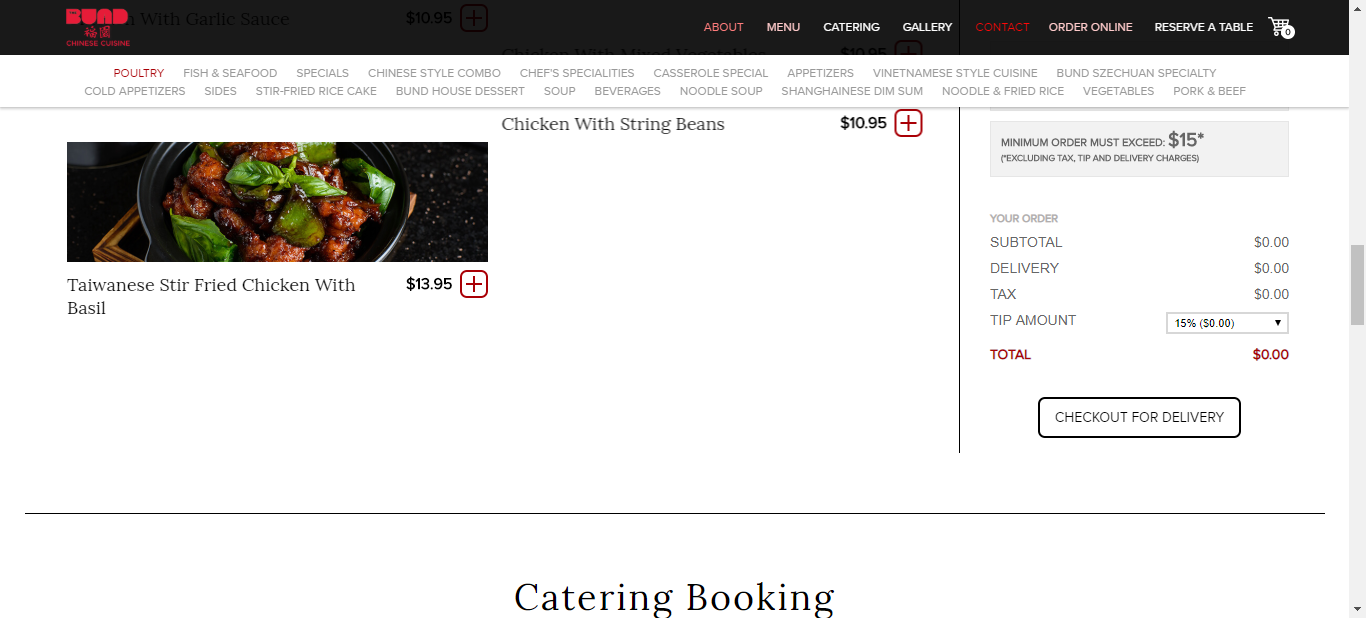 BUND
裕園
CHINESE CUISINE
With Garlic Sauce
$10.95
ABOUT
MENU
CATERING
GALLERY
CONTACT
ORDER ONLINE
RESERVE A TABLE
0
Chicken With Mixed Vegetables
$10.95
POULTRY FISH & SEAFOOD SPECIALS CHINESE STYLE COMBO CHEF'S SPECIALITIES CASSEROLE SPECIAL APPETIZERS VINETNAMESE STYLE CUISINE BUND SZECHUAN SPECIALTY
COLD APPETIZERS SIDES STIR-FRIED RICE CAKE BUND HOUSE DESSERT SOUP BEVERAGES NOODLE SOUP SHANGHAINESE DIM SUM NOODLE & FRIED RICE VEGETABLES PORK & BEEF
Chicken With String Beans
$10.95
Taiwanese Stir Fried Chicken With
Basil
$13.95
MINIMUM ORDER MUST EXCEED: $15*
(*EXCLUDING TAX, TIP AND DELIVERY CHARGES)
YOUR ORDER
SUBTOTAL $0.00
DELIVERY $0.00
TAX $0.00
TIP AMOUNT 15% ($0.00)
TOTAL $0.00
CHECKOUT FOR DELIVERY
Catering Booking